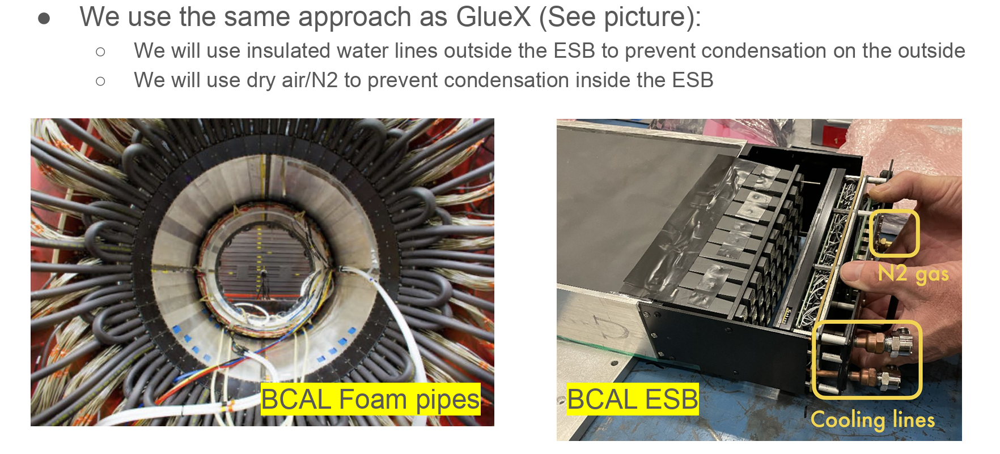 ● We use the same approach as GlueX (See picture):
○ We will use insulated water lines outside the ESB to prevent condensation on the outside
○ We will use dry air/N2 to prevent condensation inside the ESB
BCAL Foam pipes
N2 gas
BCAL ESB
Cooling lines